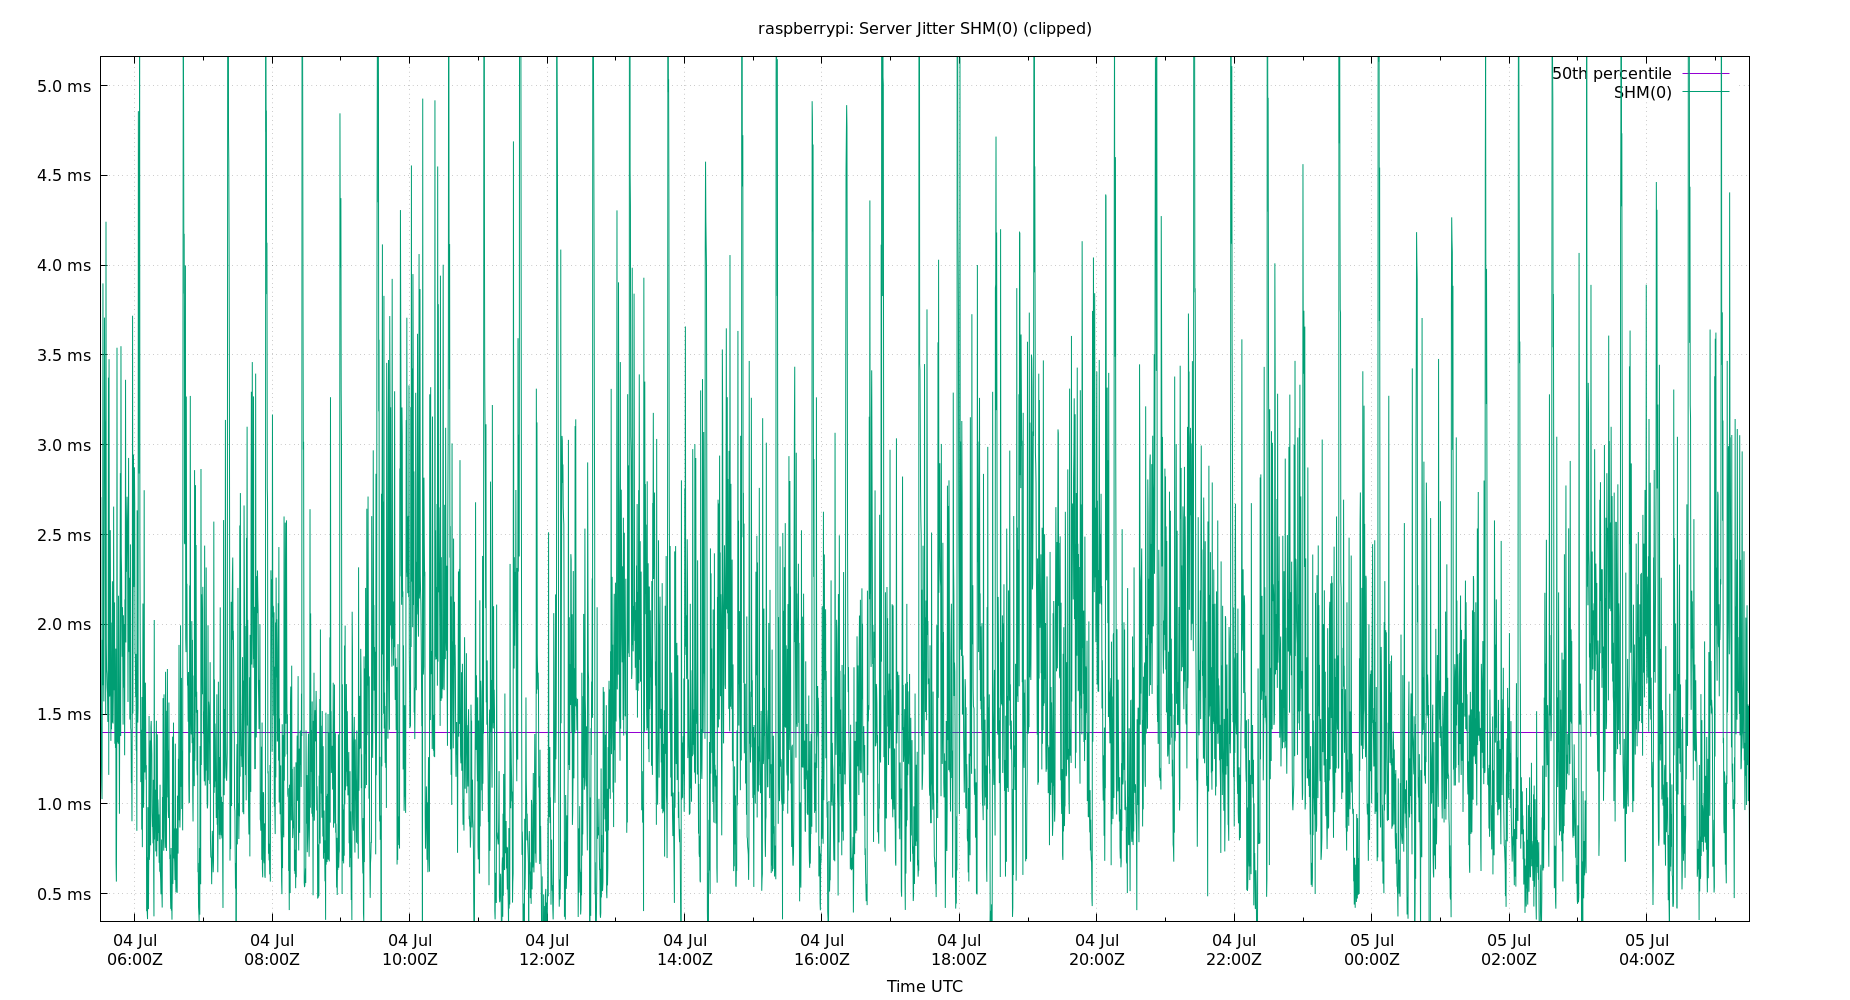 raspberrypi: Server Jitter SHM(0) (clipped)
50th percentile
SHM(0)
5.0 ms
4.5 ms
4.0 ms
3.5 ms
3.0 ms
2.5 ms
2.0 ms
1.5 ms
1.0 ms
0.5 ms
04 Jul 04 Jul 04 Jul 04 Jul 04 Jul 04 Jul 04 Jul 04 Jul 04 Jul 05 Jul 05 Jul 05 Jul
06:00Z 08:00Z 10:00Z 12:00Z 14:00Z 16:00Z 18:00Z 20:00Z 22:00Z 00:00Z 02:00Z 04:00Z
Time UTC